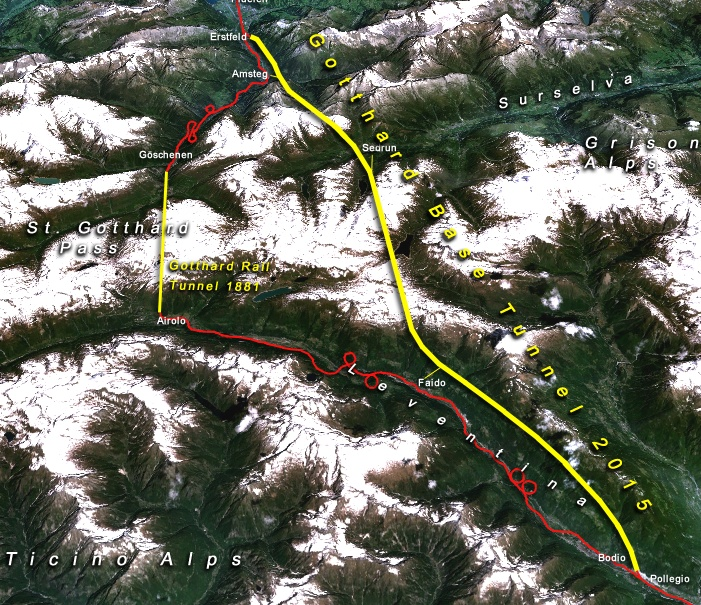 Erstfeld
Amsteg
Gotthard Base Tunnel 2015
Surselva
Grison
Alps
Göschenen
St. Gotthard
Pass
Gotthard Rail
Tunnel 1881
Airolo
Faido
Leventina
Ticino Alps
Bodio
Pollegio